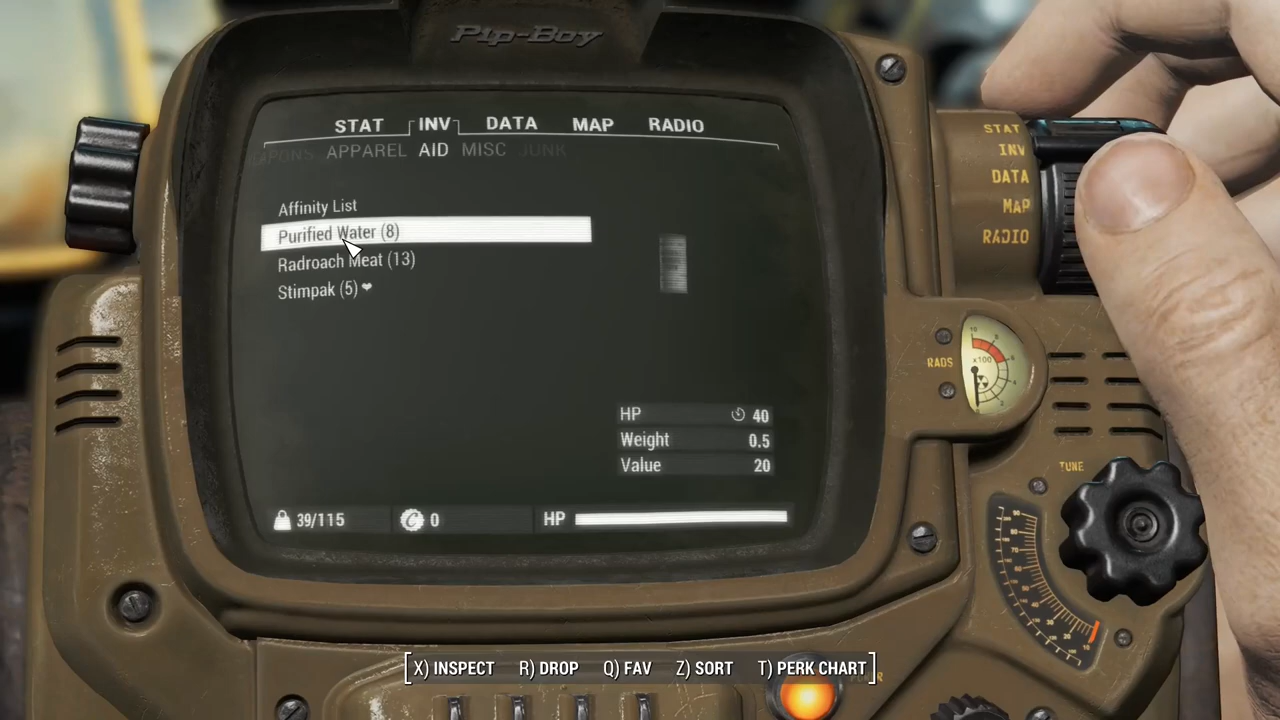 Pip-Boy
STAT INV DATA MAP RADIO
APPAREL AID MISC JUNK
Affinity List
Purified Water (8)
Radroach Meat (13)
Stimpak (5)
HP 40
Weight 0.5
Value 20
39/115
0
HP
STAT
INV
DATA
MAP
RADIO
RADS
x100
TUNE
X) INSPECT R) DROP Q) FAV Z) SORT T) PERK CHART